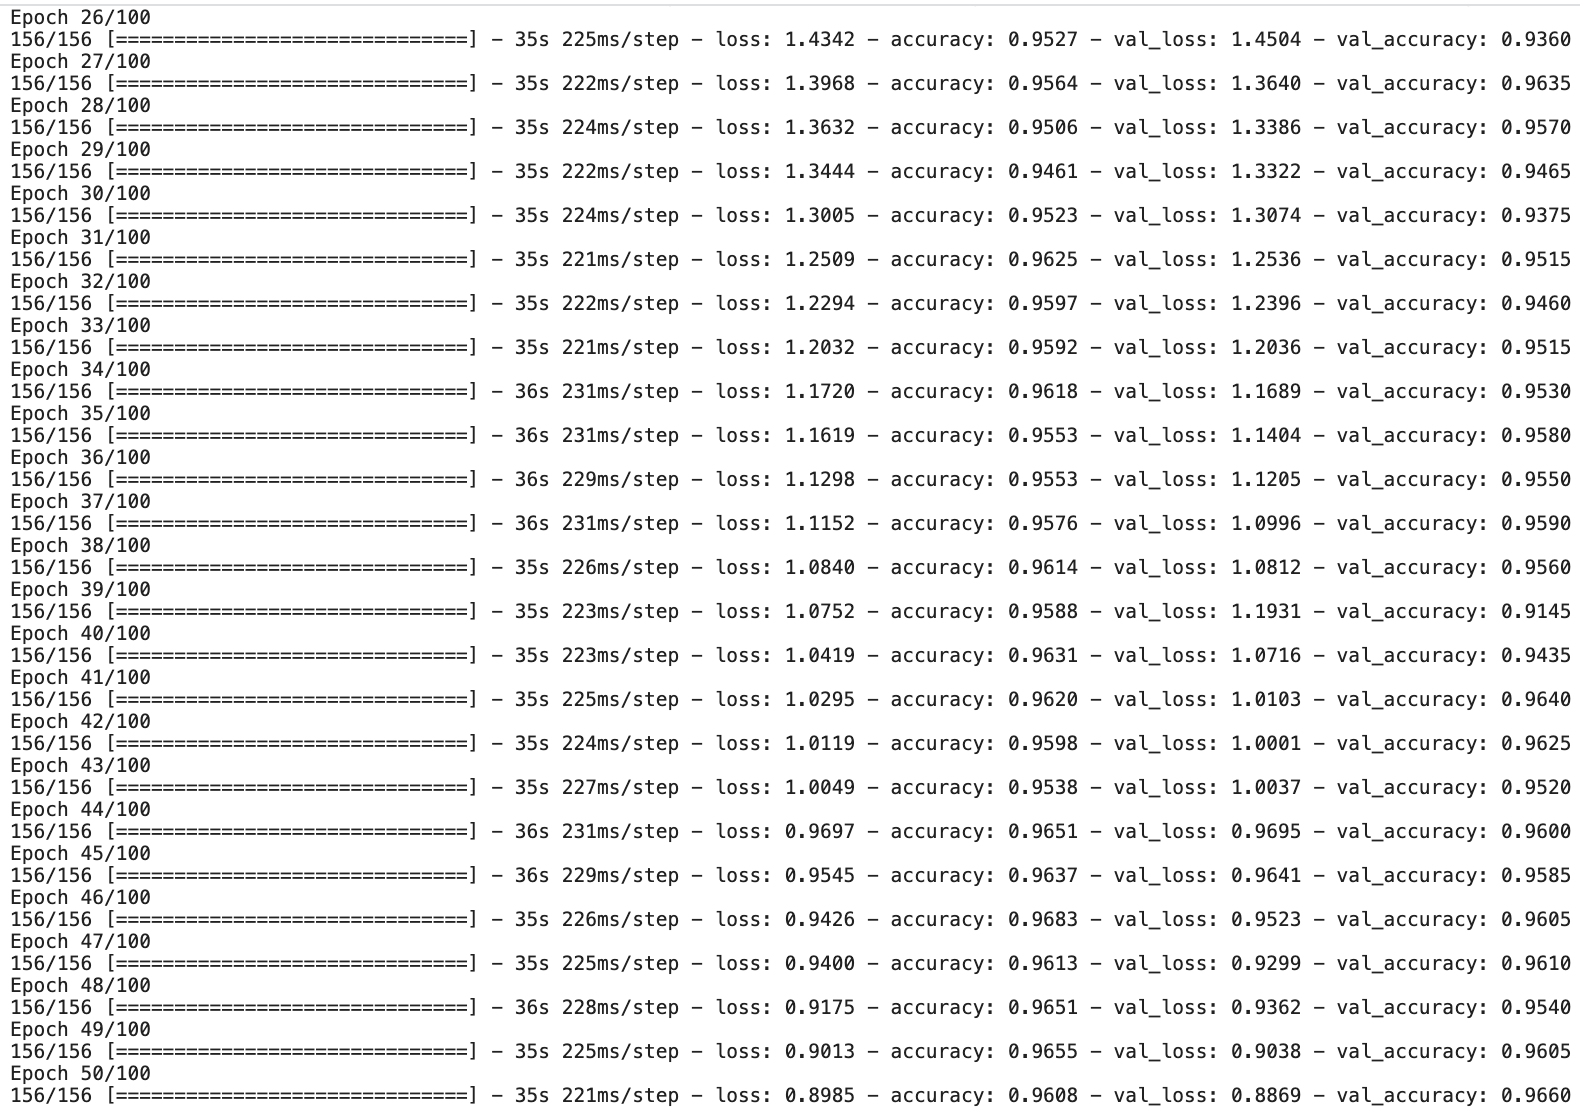 Epoch 26/100
156/156 [==============================] - 35s 225ms/step - loss: 1.4342 - accuracy: 0.9527 - val_loss: 1.4504 - val_accuracy: 0.9360
Epoch 27/100
156/156 [==============================] - 35s 222ms/step - loss: 1.3968 - accuracy: 0.9564 - val_loss: 1.3640 - val_accuracy: 0.9635
Epoch 28/100
156/156 [==============================] - 35s 224ms/step - loss: 1.3632 - accuracy: 0.9506 - val_loss: 1.3386 - val_accuracy: 0.9570
Epoch 29/100
156/156 [==============================] - 35s 222ms/step - loss: 1.3444 - accuracy: 0.9461 - val_loss: 1.3322 - val_accuracy: 0.9465
Epoch 30/100
156/156 [==============================] - 35s 224ms/step - loss: 1.3005 - accuracy: 0.9523 - val_loss: 1.3074 - val_accuracy: 0.9375
Epoch 31/100
156/156 [==============================] - 35s 221ms/step - loss: 1.2509 - accuracy: 0.9625 - val_loss: 1.2536 - val_accuracy: 0.9515
Epoch 32/100
156/156 [==============================] - 35s 222ms/step - loss: 1.2294 - accuracy: 0.9597 - val_loss: 1.2396 - val_accuracy: 0.9460
Epoch 33/100
156/156 [==============================] - 35s 221ms/step - loss: 1.2032 - accuracy: 0.9592 - val_loss: 1.2036 - val_accuracy: 0.9515
Epoch 34/100
156/156 [==============================] - 36s 231ms/step - loss: 1.1720 - accuracy: 0.9618 - val_loss: 1.1689 - val_accuracy: 0.9530
Epoch 35/100
156/156 [==============================] - 36s 231ms/step - loss: 1.1619 - accuracy: 0.9553 - val_loss: 1.1404 - val_accuracy: 0.9580
Epoch 36/100
156/156 [==============================] - 36s 229ms/step - loss: 1.1298 - accuracy: 0.9553 - val_loss: 1.1205 - val_accuracy: 0.9550
Epoch 37/100
156/156 [==============================] - 36s 231ms/step - loss: 1.1152 - accuracy: 0.9576 - val_loss: 1.0996 - val_accuracy: 0.9590
Epoch 38/100
156/156 [==============================] - 35s 226ms/step - loss: 1.0840 - accuracy: 0.9614 - val_loss: 1.0812 - val_accuracy: 0.9560
Epoch 39/100
156/156 [==============================] - 35s 223ms/step - loss: 1.0752 - accuracy: 0.9588 - val_loss: 1.1931 - val_accuracy: 0.9145
Epoch 40/100
156/156 [==============================] - 35s 223ms/step - loss: 1.0419 - accuracy: 0.9631 - val_loss: 1.0716 - val_accuracy: 0.9435
Epoch 41/100
156/156 [==============================] - 35s 225ms/step - loss: 1.0295 - accuracy: 0.9620 - val_loss: 1.0103 - val_accuracy: 0.9640
Epoch 42/100
156/156 [==============================] - 35s 224ms/step - loss: 1.0119 - accuracy: 0.9598 - val_loss: 1.0001 - val_accuracy: 0.9625
Epoch 43/100
156/156 [==============================] - 35s 227ms/step - loss: 1.0049 - accuracy: 0.9538 - val_loss: 1.0037 - val_accuracy: 0.9520
Epoch 44/100
156/156 [==============================] - 36s 231ms/step - loss: 0.9697 - accuracy: 0.9651 - val_loss: 0.9695 - val_accuracy: 0.9600
Epoch 45/100
156/156 [==============================] - 36s 229ms/step - loss: 0.9545 - accuracy: 0.9637 - val_loss: 0.9641 - val_accuracy: 0.9585
Epoch 46/100
156/156 [==============================] - 35s 226ms/step - loss: 0.9426 - accuracy: 0.9683 - val_loss: 0.9523 - val_accuracy: 0.9605
Epoch 47/100
156/156 [==============================] - 35s 225ms/step - loss: 0.9400 - accuracy: 0.9613 - val_loss: 0.9299 - val_accuracy: 0.9610
Epoch 48/100
156/156 [==============================] - 36s 228ms/step - loss: 0.9175 - accuracy: 0.9651 - val_loss: 0.9362 - val_accuracy: 0.9540
Epoch 49/100
156/156 [==============================] - 35s 225ms/step - loss: 0.9013 - accuracy: 0.9655 - val_loss: 0.9038 - val_accuracy: 0.9605
Epoch 50/100
156/156 [==============================] - 35s 221ms/step - loss: 0.8985 - accuracy: 0.9608 - val_loss: 0.8869 - val_accuracy: 0.9660